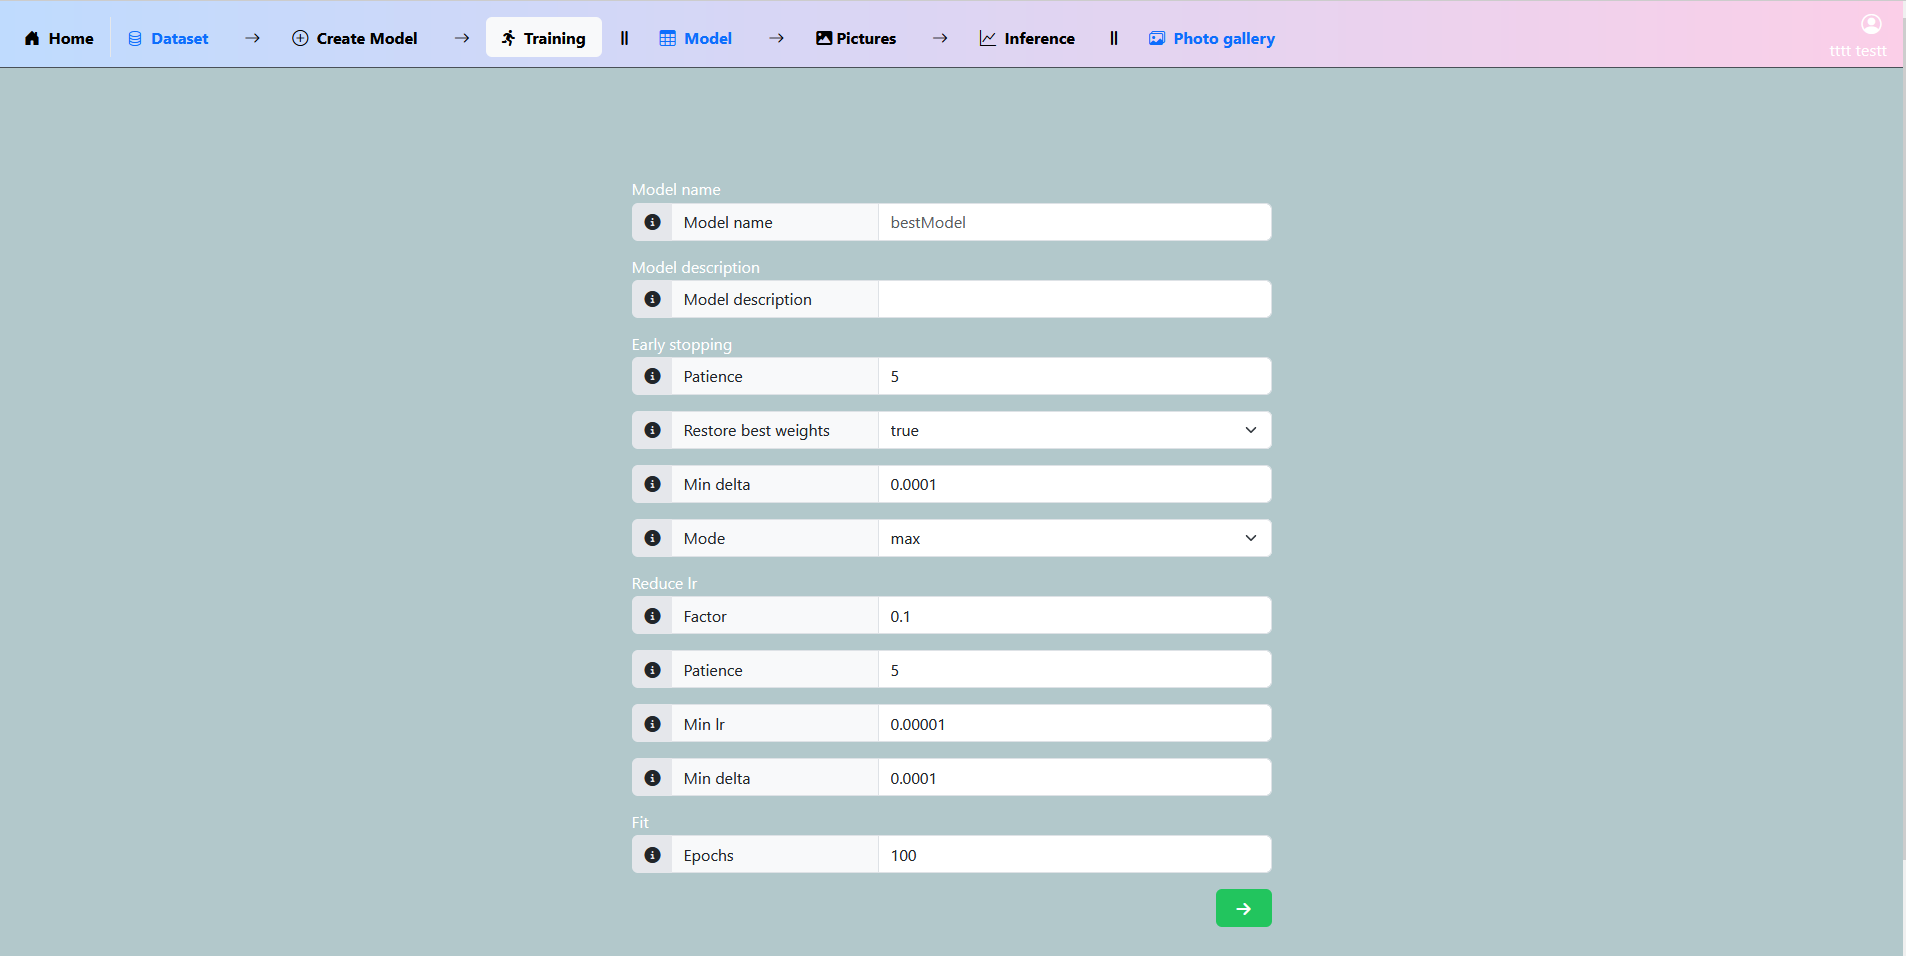 Home Dataset → Create Model → Training || Model → Pictures → Inference || Photo gallery
tttt testt
Model name
Model name bestModel
Model description
Model description
Early stopping
Patience 5
Restore best weights true
Min delta 0.0001
Mode max
Reduce lr
Factor 0.1
Patience 5
Min lr 0.00001
Min delta 0.0001
Fit
Epochs 100